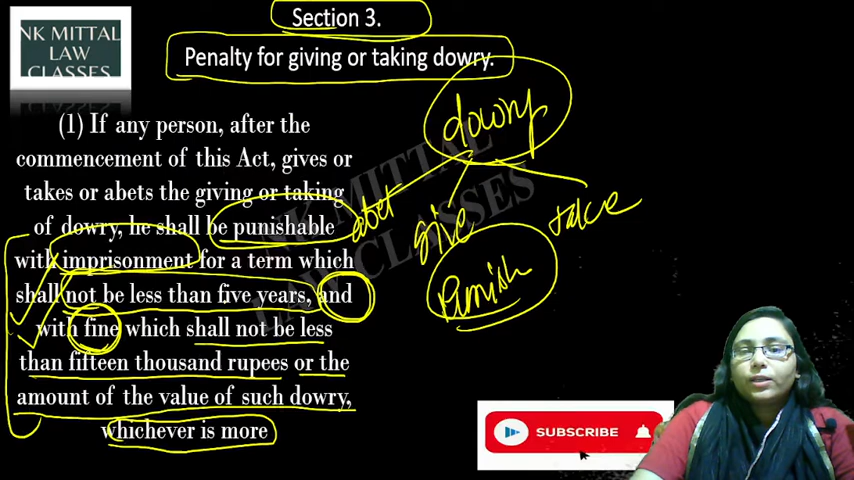 Section 3.
NK MITTAL
LAW
CLASSES
Penalty for giving or taking dowry.
dowry
(1) If any person, after the
commencement of this Act, gives or
takes or abets the giving or taking
of dowry, he shall be punishable
with imprisonment for a term which
shall not be less than five years, and
with fine which shall not be less
than fifteen thousand rupees or the
amount of the value of such dowry,
whichever is more
abet give take
Punish
NK MITTAL
LAW CLASSES
SUBSCRIBE